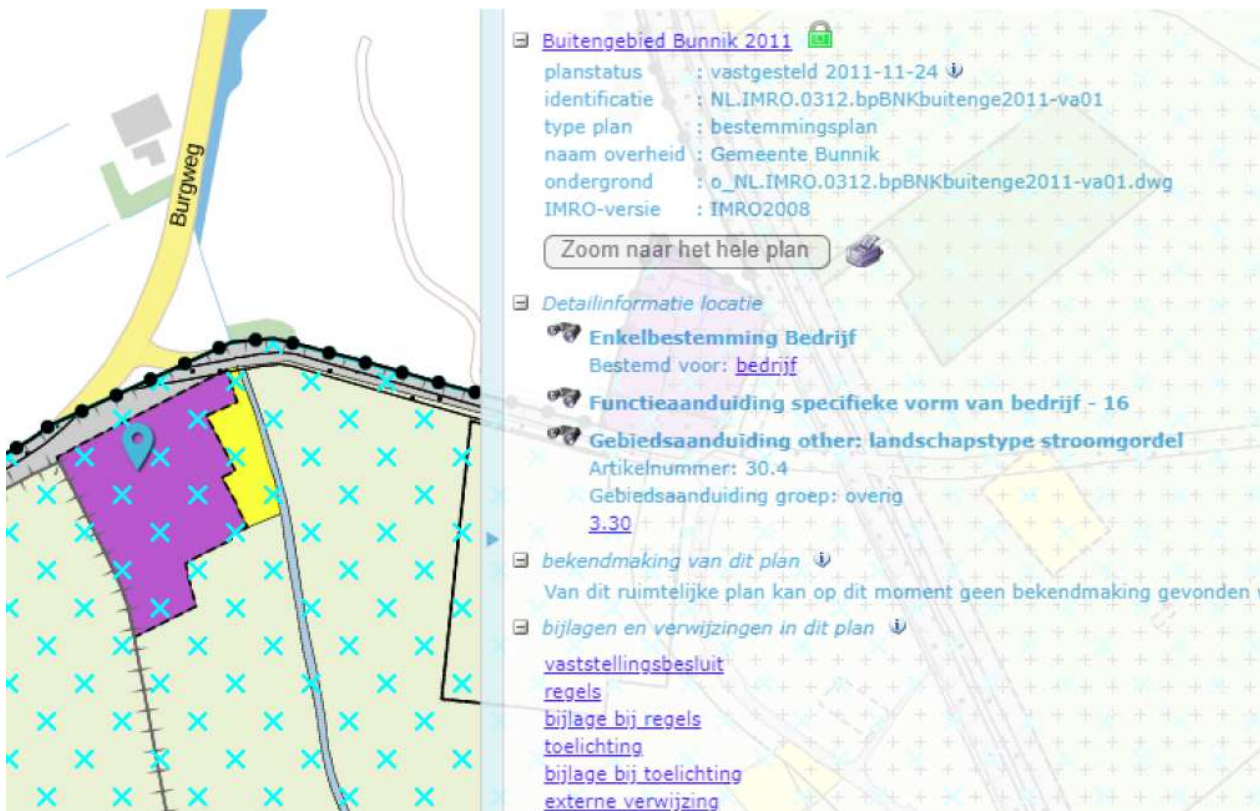 Burgweg
Buitengebied Bunnik 2011
planstatus : vastgesteld 2011-11-24
identificatie : NL.IMRO.0312.bpBNKbuitenge2011-va01
type plan : bestemmingsplan
naam overheid : Gemeente Bunnik
ondergrond : o_NL.IMRO.0312.bpBNKbuitenge2011-va01.dwg
IMRO-versie : IMRO2008
Zoom naar het hele plan
Detailinformatie locatie
Enkelbestemming Bedrijf
Bestemd voor: bedrijf
Functieaanduiding specifieke vorm van bedrijf - 16
Gebiedsaanduiding other: landschapstype stroomgordel
Artikelnummer: 30.4
Gebiedsaanduiding groep: overig
3.30
bekendmaking van dit plan
Van dit ruimtelijke plan kan op dit moment geen bekendmaking gevonden
bijlagen en verwijzingen in dit plan
vaststellingsbesluit
regels
bijlage bij regels
toelichting
bijlage bij toelichting
externe verwijzing